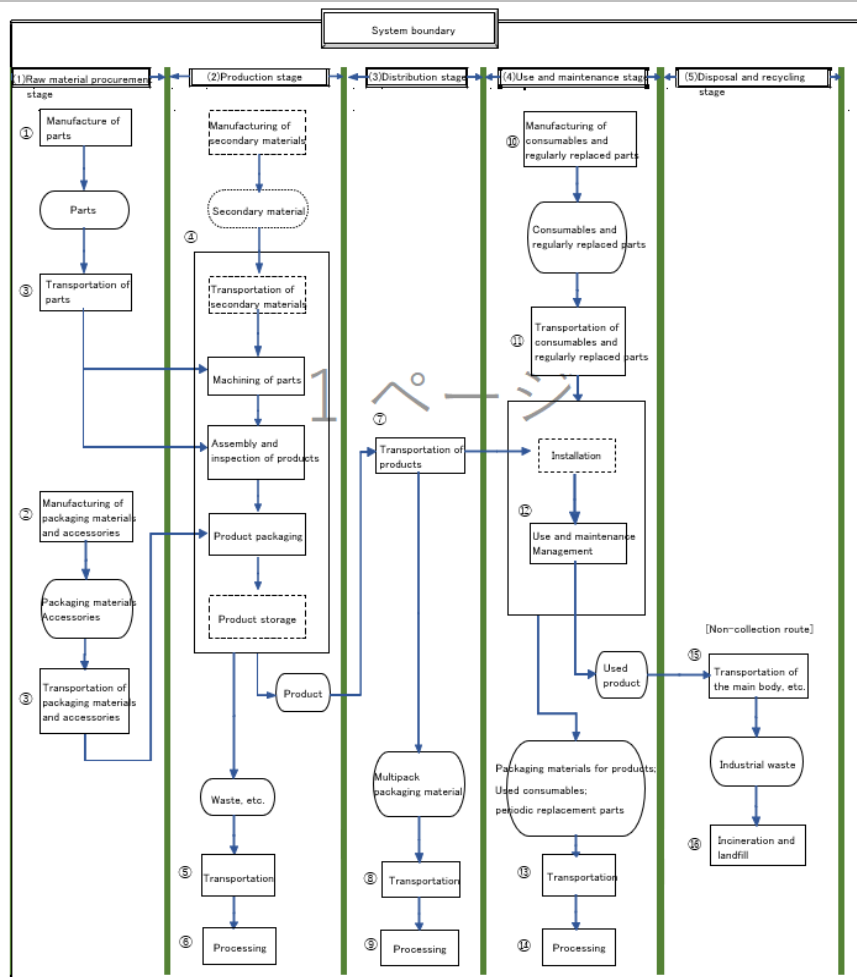 System boundary
(1)Raw material procurement
stage
(2)Production stage
(3)Distribution stage
(4)Use and maintenance stage
(5)Disposal and recycling
stage
①
Manufacture of
parts
Parts
③
Transportation of
parts
②
Manufacturing of
packaging materials
and accessories
Packaging materials
Accessories
③
Transportation of
packaging materials
and accessories
Manufacturing of
secondary materials
Secondary material
④
Transportation of
secondary materials
Machining of parts
Assembly and
inspection of products
Product packaging
Product storage
Product
Waste, etc.
⑤
Transportation
⑥
Processing
1 ページ
⑦
Transportation of
products
Multipack
packaging material
⑧
Transportation
⑨
Processing
⑩
Manufacturing of
consumables and
regularly replaced parts
Consumables and
regularly replaced parts
⑪
Transportation of
consumables and
regularly replaced parts
Installation
⑫
Use and maintenance
Management
Used
product
Packaging materials for products;
Used consumables;
periodic replacement parts
⑬
Transportation
⑭
Processing
[Non-collection route]
⑮
Transportation of
the main body, etc.
Industrial waste
⑯
Incineration and
landfill